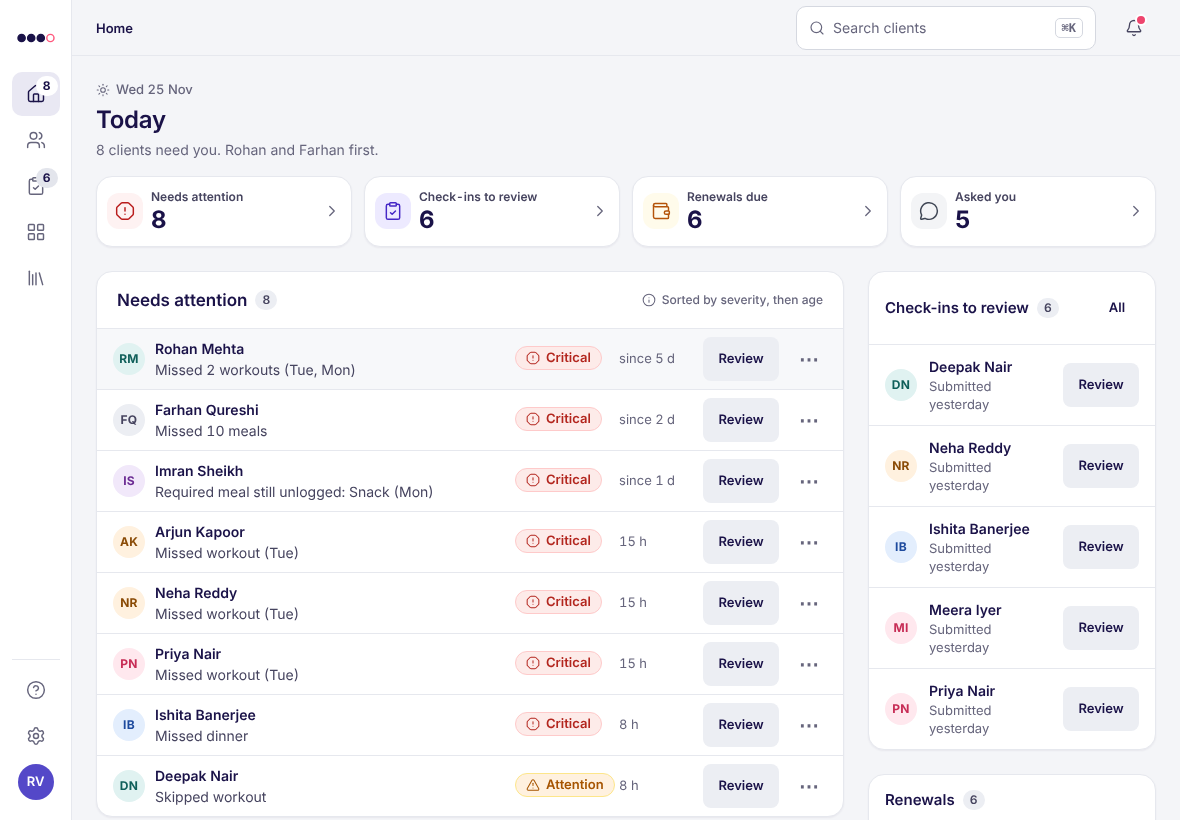 Home
Search clients
⌘K
8
6
Wed 25 Nov
Today
8 clients need you. Rohan and Farhan first.
Needs attention
8
Check-ins to review
6
Renewals due
6
Asked you
5
Needs attention 8
Sorted by severity, then age
RM
Rohan Mehta
Missed 2 workouts (Tue, Mon)
Critical
since 5 d
Review
FQ
Farhan Qureshi
Missed 10 meals
Critical
since 2 d
Review
IS
Imran Sheikh
Required meal still unlogged: Snack (Mon)
Critical
since 1 d
Review
AK
Arjun Kapoor
Missed workout (Tue)
Critical
15 h
Review
NR
Neha Reddy
Missed workout (Tue)
Critical
15 h
Review
PN
Priya Nair
Missed workout (Tue)
Critical
15 h
Review
IB
Ishita Banerjee
Missed dinner
Critical
8 h
Review
DN
Deepak Nair
Skipped workout
Attention
8 h
Review
Check-ins to review 6
All
DN
Deepak Nair
Submitted
yesterday
Review
NR
Neha Reddy
Submitted
yesterday
Review
IB
Ishita Banerjee
Submitted
yesterday
Review
MI
Meera Iyer
Submitted
yesterday
Review
PN
Priya Nair
Submitted
yesterday
Review
Renewals 6
RV